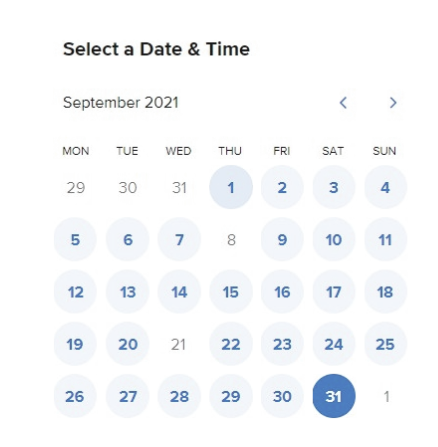 Select a Date & Time
September 2021
MON TUE WED THU FRI SAT SUN
29 30 31 1 2 3 4
5 6 7 8 9 10 11
12 13 14 15 16 17 18
19 20 21 22 23 24 25
26 27 28 29 30 31 1